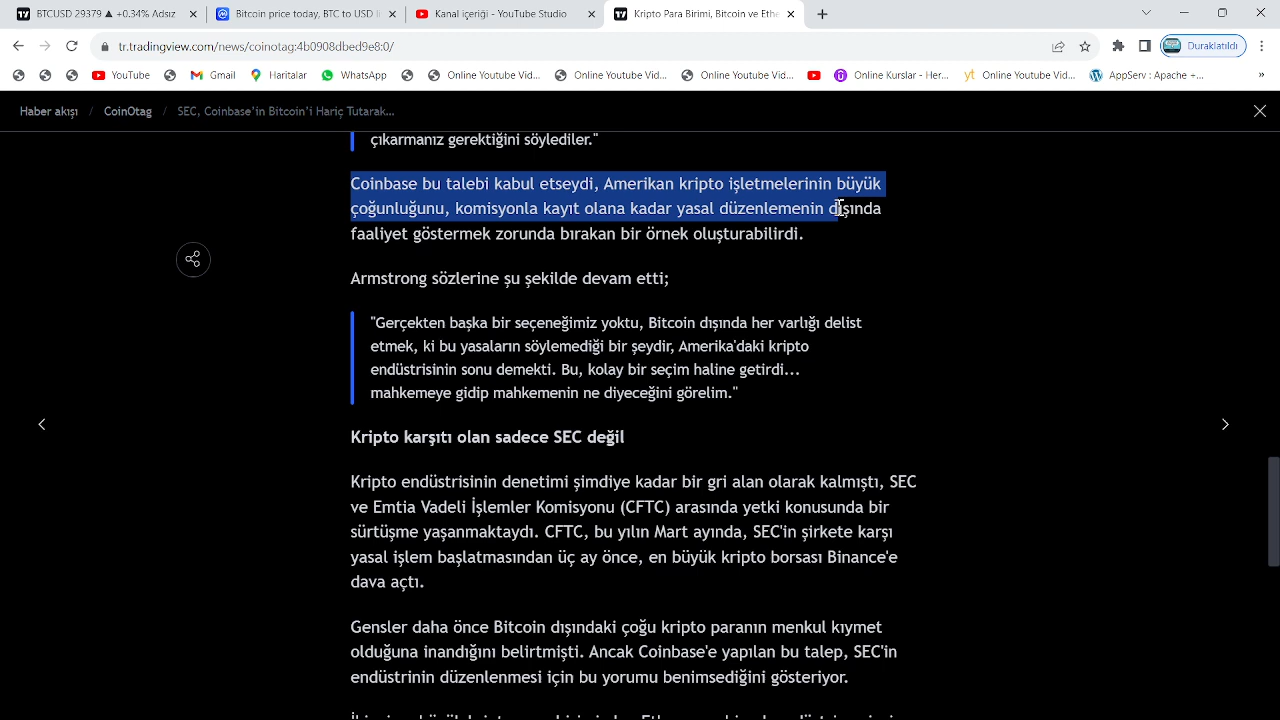 BTCUSD 29379 ▲ +0.34% Adsız
Bitcoin price today, BTC to USD li
Kanal içeriği - YouTube Studio
Kripto Para Birimi, Bitcoin ve Ethe
tr.tradingview.com/news/coinotag:4b0908dbed9e8:0/
Duraklatıldı
YouTube
Gmail
Haritalar
WhatsApp
Online Youtube Vid...
Online Youtube Vid...
Online Youtube Vid...
Online Kurslar - Her...
Online Youtube Vid...
AppServ : Apache +...
Haber akışı / CoinOtag / SEC, Coinbase'in Bitcoin'i Hariç Tutarak...
çıkarmanız gerektiğini söylediler."
Coinbase bu talebi kabul etseydi, Amerikan kripto işletmelerinin büyük
çoğunluğunu, komisyonla kayıt olana kadar yasal düzenlemenin dışında
faaliyet göstermek zorunda bırakan bir örnek oluşturabilirdi.
Armstrong sözlerine şu şekilde devam etti;
"Gerçekten başka bir seçeneğimiz yoktu, Bitcoin dışında her varlığı delist
etmek, ki bu yasaların söylemediği bir şeydir, Amerika'daki kripto
endüstrisinin sonu demekti. Bu, kolay bir seçim haline getirdi...
mahkemeye gidip mahkemenin ne diyeceğini görelim."
Kripto karşıtı olan sadece SEC değil
Kripto endüstrisinin denetimi şimdiye kadar bir gri alan olarak kalmıştı, SEC
ve Emtia Vadeli İşlemler Komisyonu (CFTC) arasında yetki konusunda bir
sürtüşme yaşanmaktaydı. CFTC, bu yılın Mart ayında, SEC'in şirkete karşı
yasal işlem başlatmasından üç ay önce, en büyük kripto borsası Binance'e
dava açtı.
Gensler daha önce Bitcoin dışındaki çoğu kripto paranın menkul kıymet
olduğuna inandığını belirtmişti. Ancak Coinbase'e yapılan bu talep, SEC'in
endüstrinin düzenlenmesi için bu yorumu benimsediğini gösteriyor.